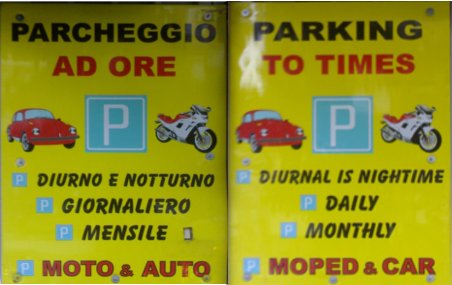 PARCHEGGIO
AD ORE
P
P DIURNO E NOTTURNO
P GIORNALIERO
P MENSILE
P MOTO & AUTO
PARKING
TO TIMES
P
P DIURNAL IS NIGHTIME
P DAILY
P MONTHLY
P MOPED & CAR